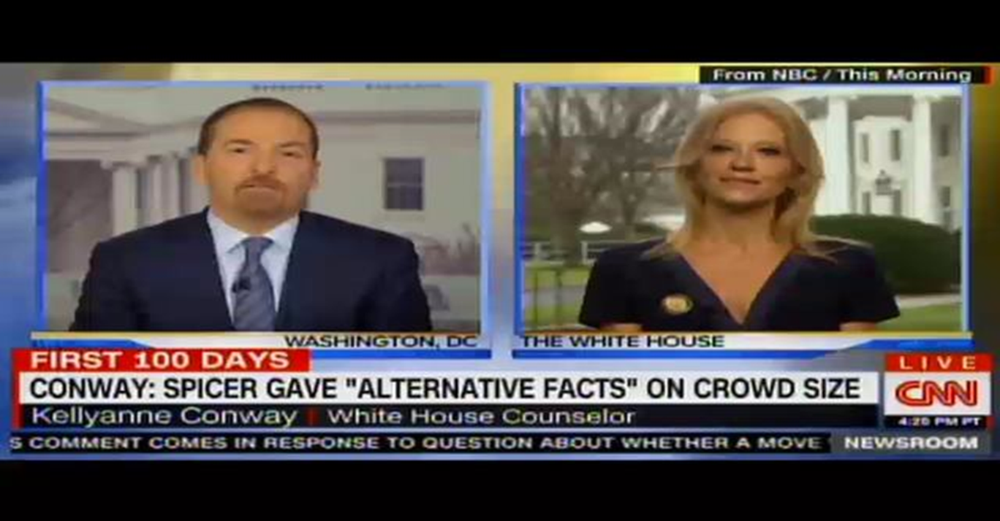 From NBC / This Morning
WASHINGTON, DC
THE WHITE HOUSE
FIRST 100 DAYS
CONWAY: SPICER GAVE "ALTERNATIVE FACTS" ON CROWD SIZE
Kellyanne Conway | White House Counselor
LIVE
CNN
PM PT
S COMMENT COMES IN RESPONSE TO QUESTION ABOUT WHETHER A MOVE
NEWSROOM